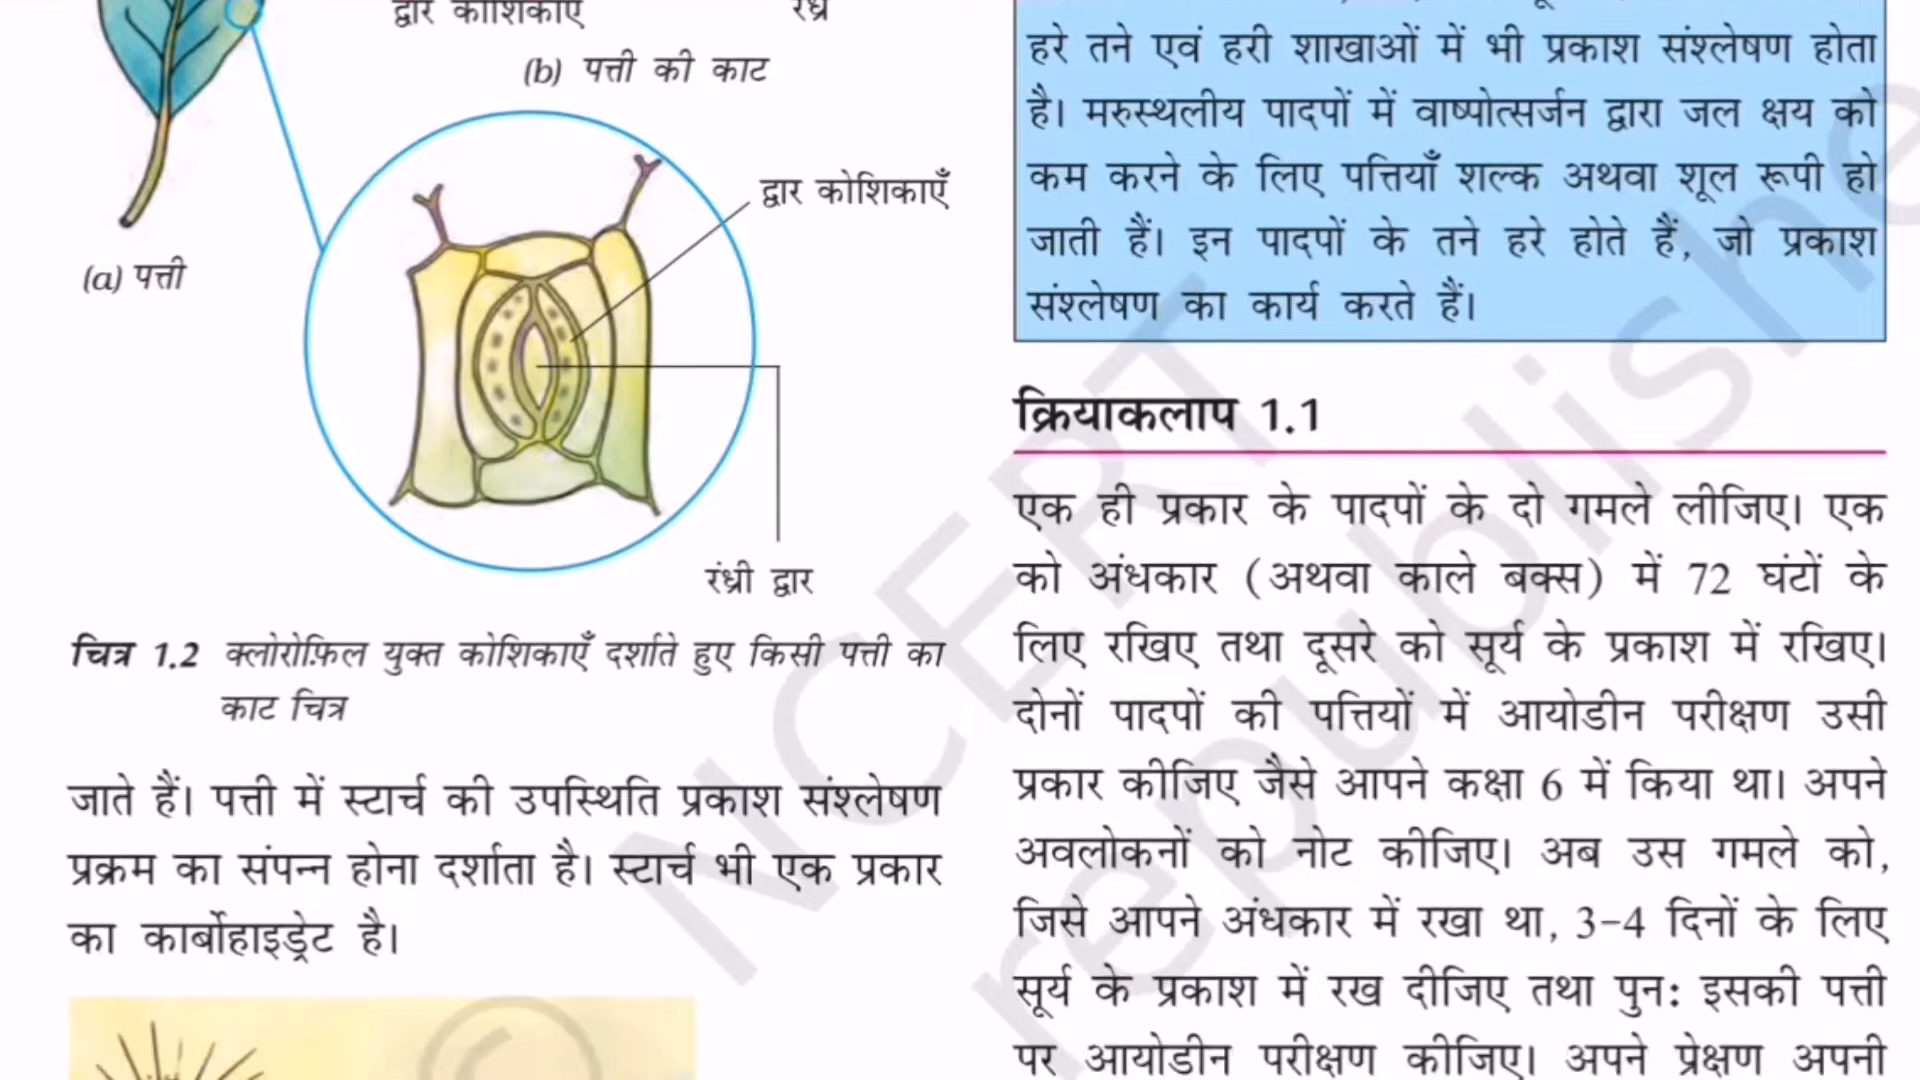 द्वार कोशिकाएँ
रंध्र
(b) पत्ती की काट
द्वार कोशिकाएँ
(a) पत्ती
रंध्री द्वार
चित्र 1.2 क्लोरोफ़िल युक्त कोशिकाएँ दर्शाते हुए किसी पत्ती का
काट चित्र
जाते हैं। पत्ती में स्टार्च की उपस्थिति प्रकाश संश्लेषण
प्रक्रम का संपन्न होना दर्शाता है। स्टार्च भी एक प्रकार
का कार्बोहाइड्रेट है।
हरे तने एवं हरी शाखाओं में भी प्रकाश संश्लेषण होता
है। मरुस्थलीय पादपों में वाष्पोत्सर्जन द्वारा जल क्षय को
कम करने के लिए पत्तियाँ शल्क अथवा शूल रूपी हो
जाती हैं। इन पादपों के तने हरे होते हैं, जो प्रकाश
संश्लेषण का कार्य करते हैं।
क्रियाकलाप 1.1
एक ही प्रकार के पादपों के दो गमले लीजिए। एक
को अंधकार (अथवा काले बक्स) में 72 घंटों के
लिए रखिए तथा दूसरे को सूर्य के प्रकाश में रखिए।
दोनों पादपों की पत्तियों में आयोडीन परीक्षण उसी
प्रकार कीजिए जैसे आपने कक्षा 6 में किया था। अपने
अवलोकनों को नोट कीजिए। अब उस गमले को,
जिसे आपने अंधकार में रखा था, 3-4 दिनों के लिए
सूर्य के प्रकाश में रख दीजिए तथा पुन: इसकी पत्ती
पर आयोडीन परीक्षण कीजिए। अपने प्रेक्षण अपनी
© NCERT
republishe